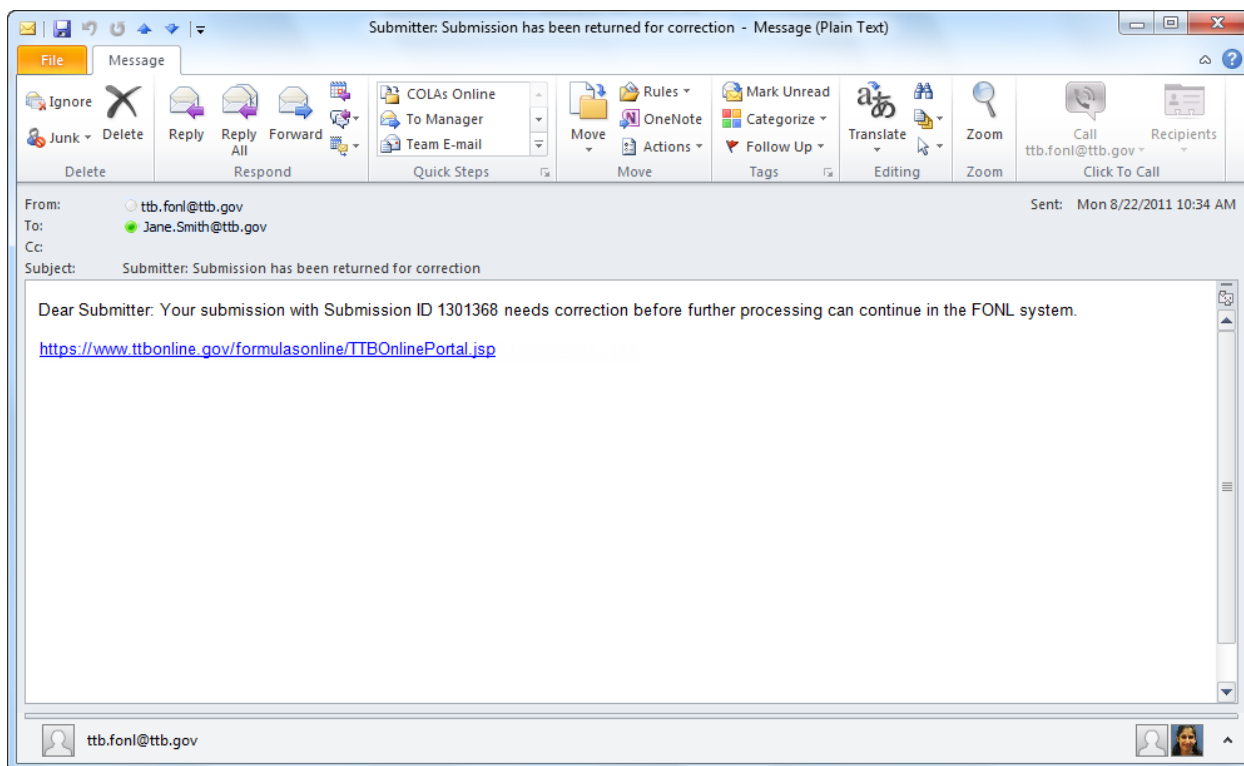 Submitter: Submission has been returned for correction - Message (Plain Text)
File Message
Ignore
Junk
Delete
Reply
Reply All
Forward
COLAs Online
To Manager
Team E-mail
Move
Rules
OneNote
Actions
Mark Unread
Categorize
Follow Up
Translate
Zoom
Call ttb.fonl@ttb.gov
Recipients
Delete Respond Quick Steps Move Tags Editing Zoom Click To Call
From: ttb.fonl@ttb.gov Sent: Mon 8/22/2011 10:34 AM
To: Jane.Smith@ttb.gov
Cc:
Subject: Submitter: Submission has been returned for correction
Dear Submitter: Your submission with Submission ID 1301368 needs correction before further processing can continue in the FONL system.
https://www.ttbonline.gov/formulasonline/TTBOnlinePortal.jsp
ttb.fonl@ttb.gov